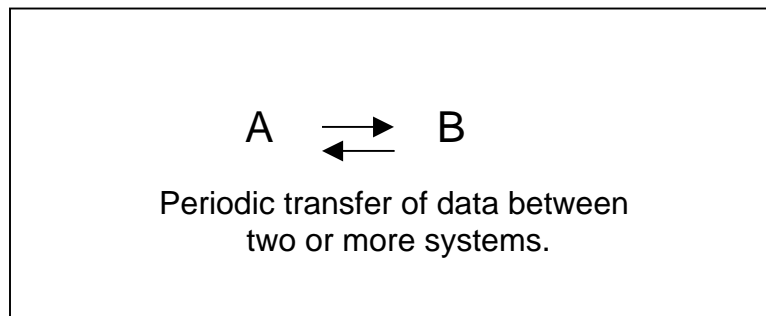 A B
Periodic transfer of data between
two or more systems.